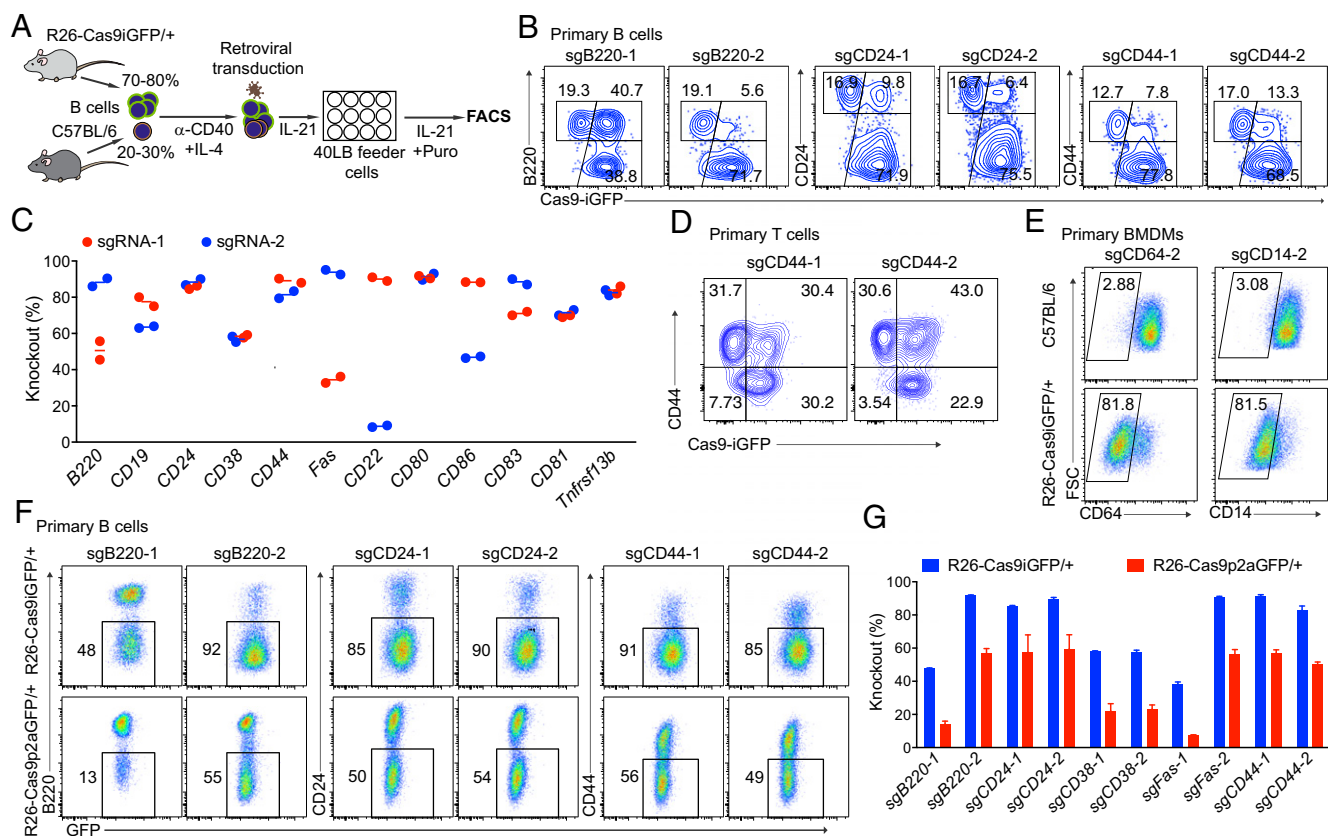 A
R26-Cas9iGFP/+
70-80%
B cells
C57BL/6
20-30%
α-CD40
+IL-4
Retroviral
transduction
IL-21
40LB feeder
cells
IL-21
+Puro
FACS
B
Primary B cells
sgB220-1
sgB220-2
sgCD24-1
sgCD24-2
sgCD44-1
sgCD44-2
B220
19.3
40.7
38.8
19.1
5.6
71.7
CD24
16.9
9.8
71.9
16.7
6.4
75.5
CD44
12.7
7.8
77.8
17.0
13.3
68.5
Cas9-iGFP
C
sgRNA-1
sgRNA-2
Knockout (%)
100
80
60
40
20
0
B220
CD19
CD24
CD38
CD44
Fas
CD22
CD80
CD86
CD83
CD81
Tnfrsf13b
D
Primary T cells
sgCD44-1
sgCD44-2
31.7
30.4
7.73
30.2
30.6
43.0
3.54
22.9
CD44
Cas9-iGFP
E
Primary BMDMs
sgCD64-2
sgCD14-2
C57BL/6
2.88
3.08
R26-Cas9iGFP/+
81.8
81.5
FSC
CD64
CD14
F
Primary B cells
sgB220-1
sgB220-2
sgCD24-1
sgCD24-2
sgCD44-1
sgCD44-2
R26-Cas9iGFP/+
48
92
85
90
91
85
R26-Cas9p2aGFP/+
B220
13
55
CD24
50
54
CD44
56
49
GFP
G
R26-Cas9iGFP/+
R26-Cas9p2aGFP/+
Knockout (%)
100
80
60
40
20
0
sgB220-1
sgB220-2
sgCD24-1
sgCD24-2
sgCD38-1
sgCD38-2
sgFas-1
sgFas-2
sgCD44-1
sgCD44-2